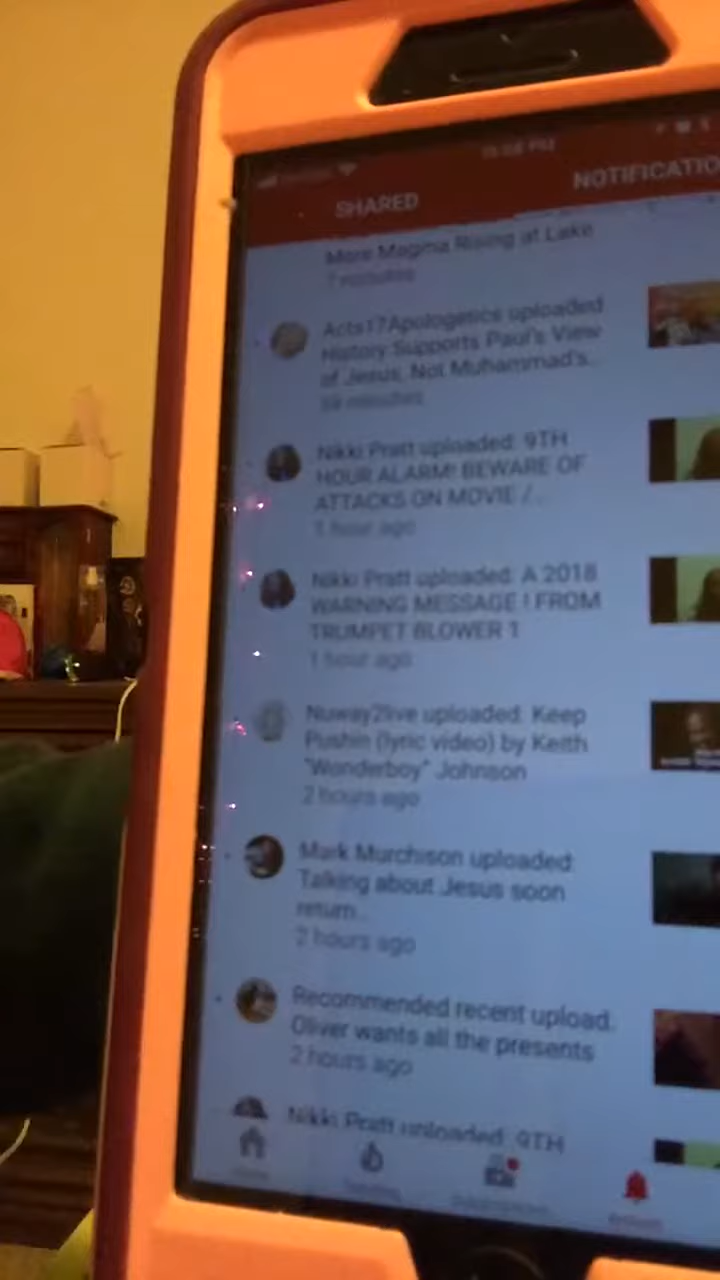 SHARED
NOTIFICATIO
More Magma Rising at Lake
7 minutes
Acts17Apologetics uploaded
History Supports Paul's View
of Jesus, Not Muhammad's...
minutes
Nikki Pratt uploaded: 9TH
HOUR ALARM! BEWARE OF
ATTACKS ON MOVIE /...
1 hour ago
Nikki Pratt uploaded: A 2018
WARNING MESSAGE ! FROM
TRUMPET BLOWER 1
1 hour ago
Nuway2live uploaded: Keep
Pushin (lyric video) by Keith
"Wonderboy" Johnson
2 hours ago
Mark Murchison uploaded:
Talking about Jesus soon
return..
2 hours ago
Recommended recent upload:
Oliver wants all the presents
2 hours ago
Nikki Pratt uploaded: 9TH